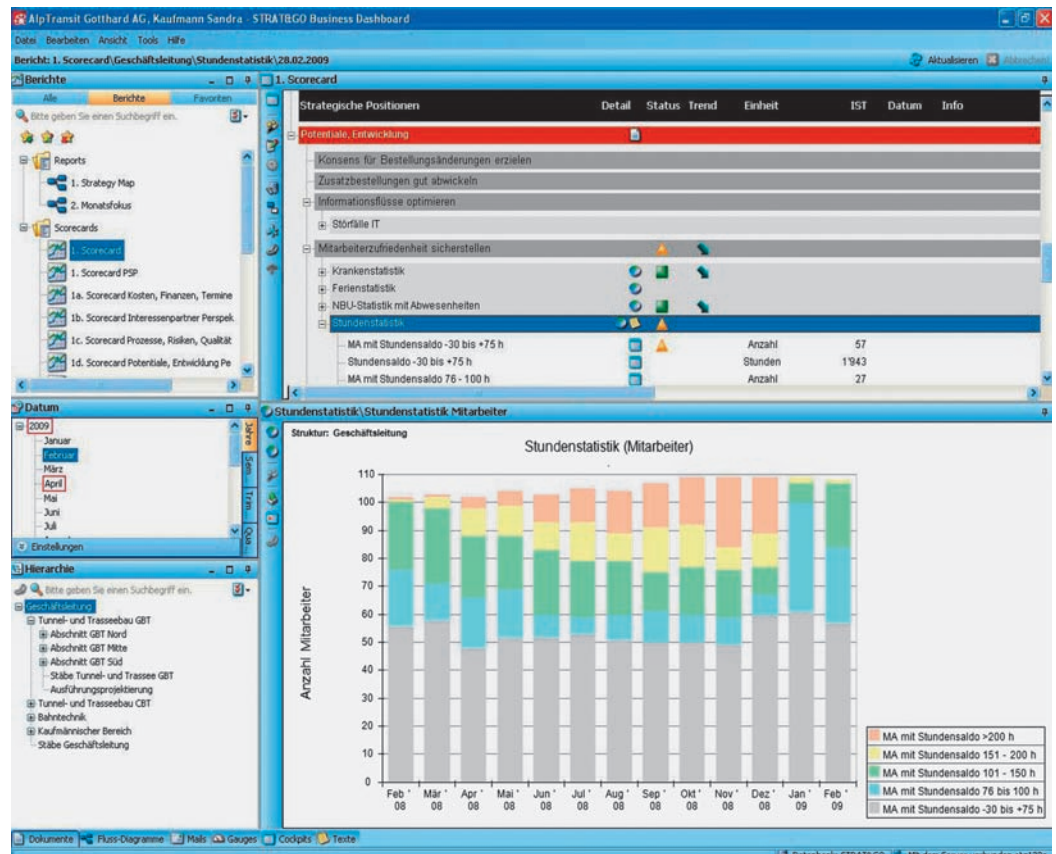 AlpTransit Gotthard AG, Kaufmann Sandra - STRAT&GO Business Dashboard
Datei Bearbeiten Ansicht Tools Hilfe
Bericht: 1. Scorecard\Geschäftsleitung\Stundenstatistik\28.02.2009
Aktualisieren Abbrechen
Berichte
Alle Berichte Favoriten
Bitte geben Sie einen Suchbegriff ein.
Reports
1. Strategy Map
2. Monatsfokus
Scorecards
1. Scorecard
1. Scorecard PSP
1a. Scorecard Kosten, Finanzen, Termine
1b. Scorecard Interessenpartner Perspek
1c. Scorecard Prozesse, Risiken, Qualität
1d. Scorecard Potentiale, Entwicklung Pe
1. Scorecard
Strategische Positionen Detail Status Trend Einheit IST Datum Info
Potentiale, Entwicklung
Konsens für Bestellungsänderungen erzielen
Zusatzbestellungen gut abwickeln
Informationsflüsse optimieren
Störfälle IT
Mitarbeiterzufriedenheit sicherstellen
Krankenstatistik
Ferienstatistik
NBU-Statistik mit Abwesenheiten
Stundenstatistik
MA mit Stundensaldo -30 bis +75 h Anzahl 57
Stundensaldo -30 bis +75 h Stunden 1'943
MA mit Stundensaldo 76 - 100 h Anzahl 27
Datum
2009
Januar
Februar
März
April
Mai
Juni
Juli
Jahre
Sem...
Trim...
Qua...
Einstellungen
Hierarchie
Bitte geben Sie einen Suchbegriff ein.
Geschäftsleitung
Tunnel- und Trasseebau GBT
Abschnitt GBT Nord
Abschnitt GBT Mitte
Abschnitt GBT Süd
Stäbe Tunnel- und Trassee GBT
Ausführungsprojektierung
Tunnel- und Trasseebau CBT
Bahntechnik
Kaufmännischer Bereich
Stäbe Geschäftsleitung
Stundenstatistik\Stundenstatistik Mitarbeiter
Struktur: Geschäftsleitung
Stundenstatistik (Mitarbeiter)
Anzahl Mitarbeiter
110
100
90
80
70
60
50
40
30
20
10
0
Feb ' Mär ' Apr ' Mai ' Jun ' Jul ' Aug ' Sep ' Okt ' Nov ' Dez ' Jan ' Feb '
08 08 08 08 08 08 08 08 08 08 08 09 09
MA mit Stundensaldo >200 h
MA mit Stundensaldo 151 - 200 h
MA mit Stundensaldo 101 - 150 h
MA mit Stundensaldo 76 bis 100 h
MA mit Stundensaldo -30 bis +75 h
Dokumente Fluss-Diagramme Mails Gauges Cockpits Texte